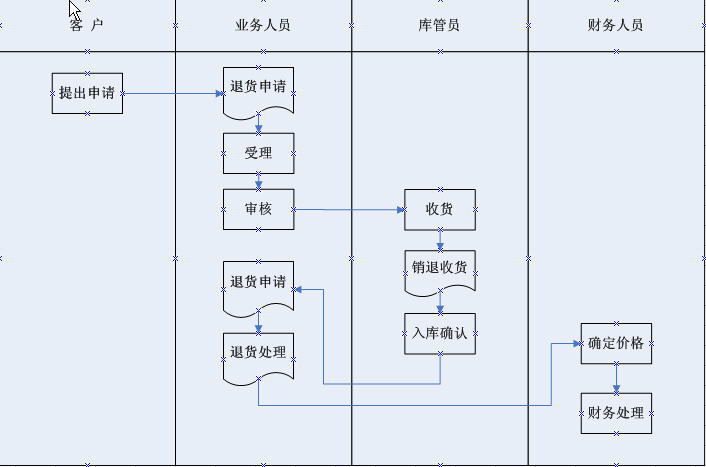 客 户
业务人员
库管员
财务人员
提出申请
退货申请
受理
审核
收货
退货申请
销退收货
退货处理
入库确认
确定价格
财务处理